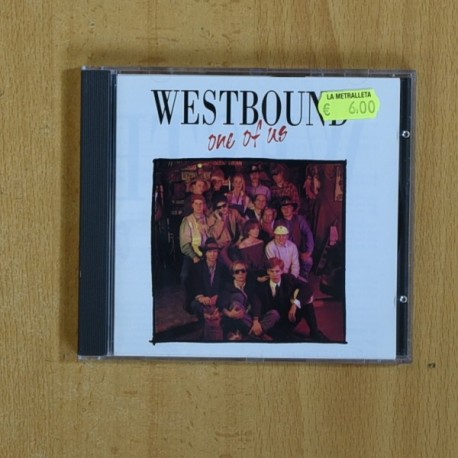 WESTBOUND
one of us
LA METRALLETA
€ 6.00